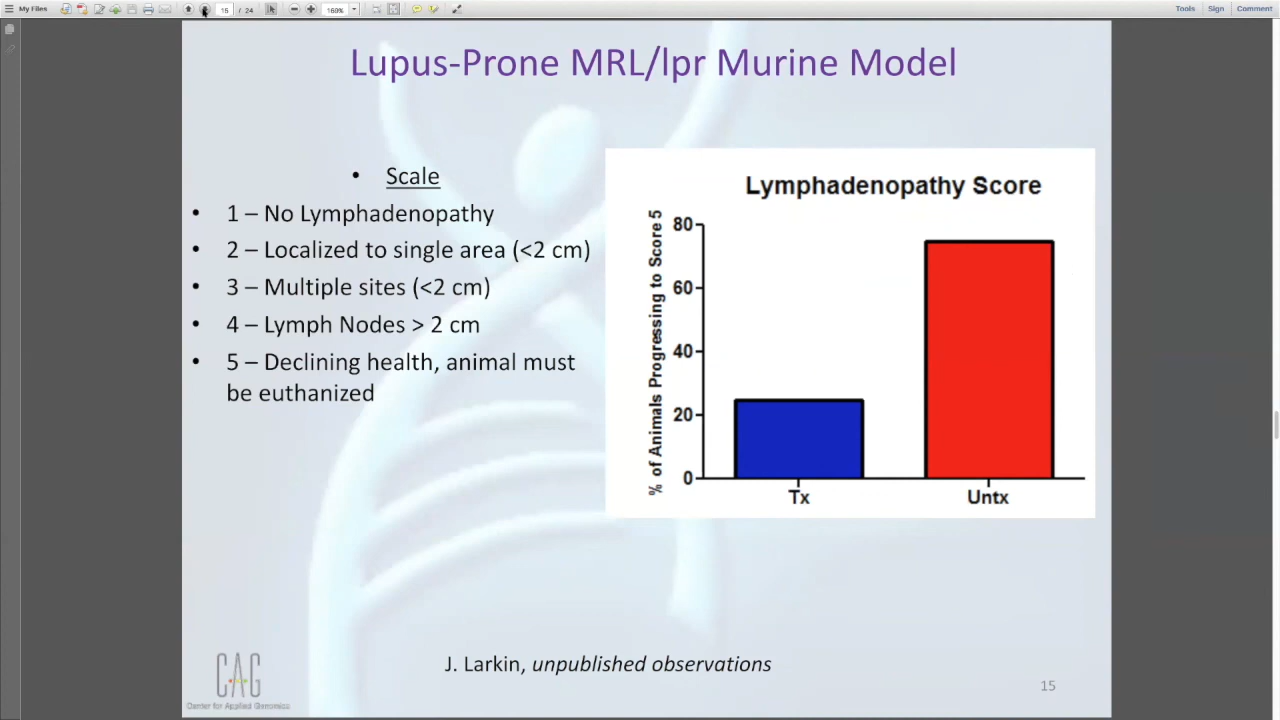 My Files
15 / 24
169%
Tools Sign Comment
Lupus-Prone MRL/lpr Murine Model
• Scale
• 1 – No Lymphadenopathy
• 2 – Localized to single area (<2 cm)
• 3 – Multiple sites (<2 cm)
• 4 – Lymph Nodes > 2 cm
• 5 – Declining health, animal must
be euthanized
Lymphadenopathy Score
% of Animals Progressing to Score 5
80
60
40
20
0
Tx Untx
J. Larkin, unpublished observations
CAG
Center for Applied Genomics
15